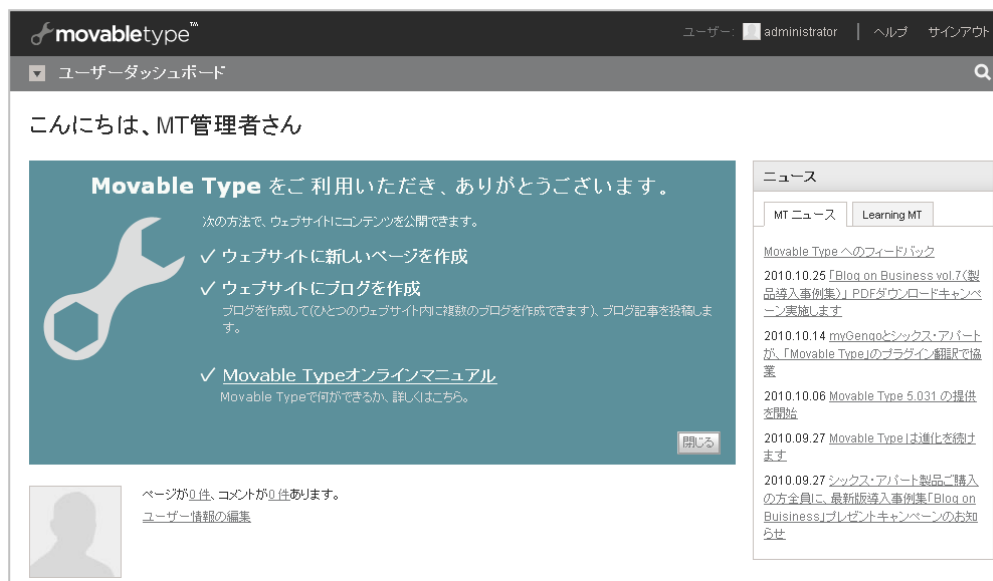 movabletype™
ユーザー: administrator | ヘルプ サインアウト
ユーザーダッシュボード
こんにちは、MT管理者さん
Movable Type をご利用いただき、ありがとうございます。
次の方法で、ウェブサイトにコンテンツを公開できます。
✓ ウェブサイトに新しいページを作成
✓ ウェブサイトにブログを作成
ブログを作成して(ひとつのウェブサイト内に複数のブログを作成できます)、ブログ記事を投稿しま
す。
✓ Movable Typeオンラインマニュアル
Movable Typeで何ができるか、詳しくはこちら。
閉じる
ページが0件、コメントが0件あります。
ユーザー情報の編集
ニュース
MT ニュース Learning MT
Movable Type へのフィードバック
2010.10.25 「Blog on Business vol.7(製
品導入事例集)」 PDFダウンロードキャンペ
ーン実施します
2010.10.14 myGengoとシックス・アパート
が、「Movable Type」のプラグイン翻訳で協
業
2010.10.06 Movable Type 5.031 の提供
を開始
2010.09.27 Movable Type は進化を続け
ます
2010.09.27 シックス・アパート製品ご購入
の方全員に、最新版導入事例集「Blog on
Buisiness」プレゼントキャンペーンのお知
らせ